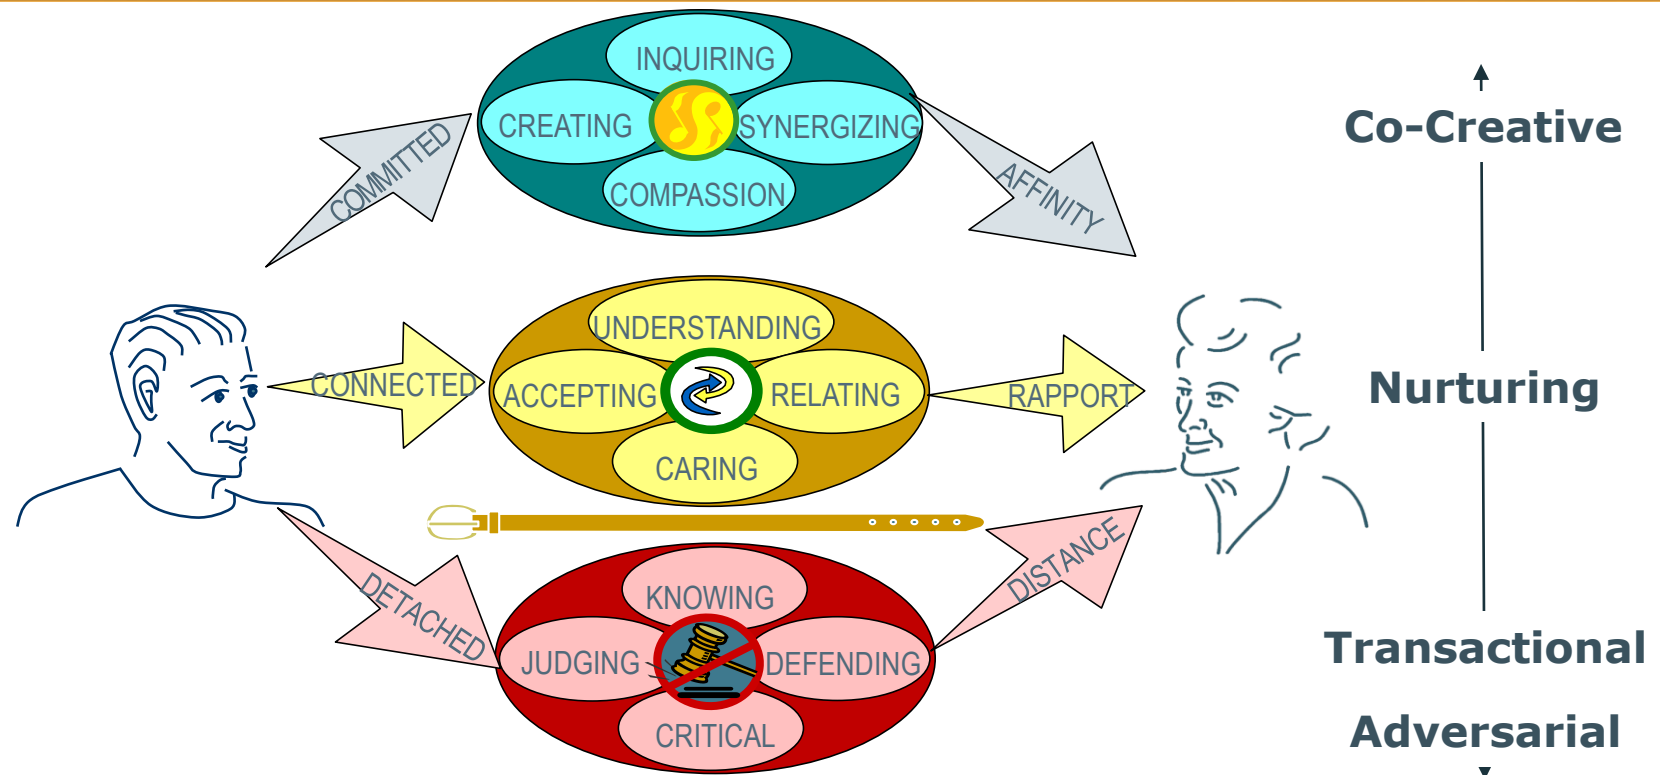 INQUIRING
CREATING
SYNERGIZING
COMPASSION
COMMITTED
AFFINITY
Co-Creative
UNDERSTANDING
ACCEPTING
RELATING
CARING
CONNECTED
RAPPORT
Nurturing
KNOWING
JUDGING
DEFENDING
CRITICAL
DETACHED
DISTANCE
Transactional
Adversarial